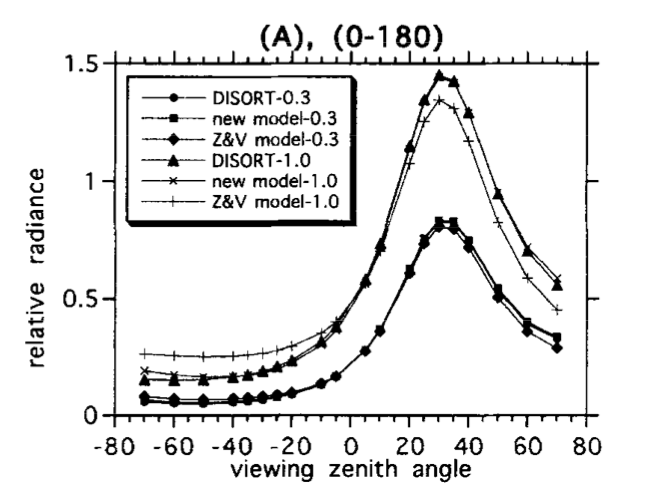 (A), (0-180)
1.5
DISORT-0.3
new model-0.3
Z&V model-0.3
DISORT-1.0
new model-1.0
Z&V model-1.0
1
0.5
0
relative radiance
-80 -60 -40 -20 0 20 40 60 80
viewing zenith angle